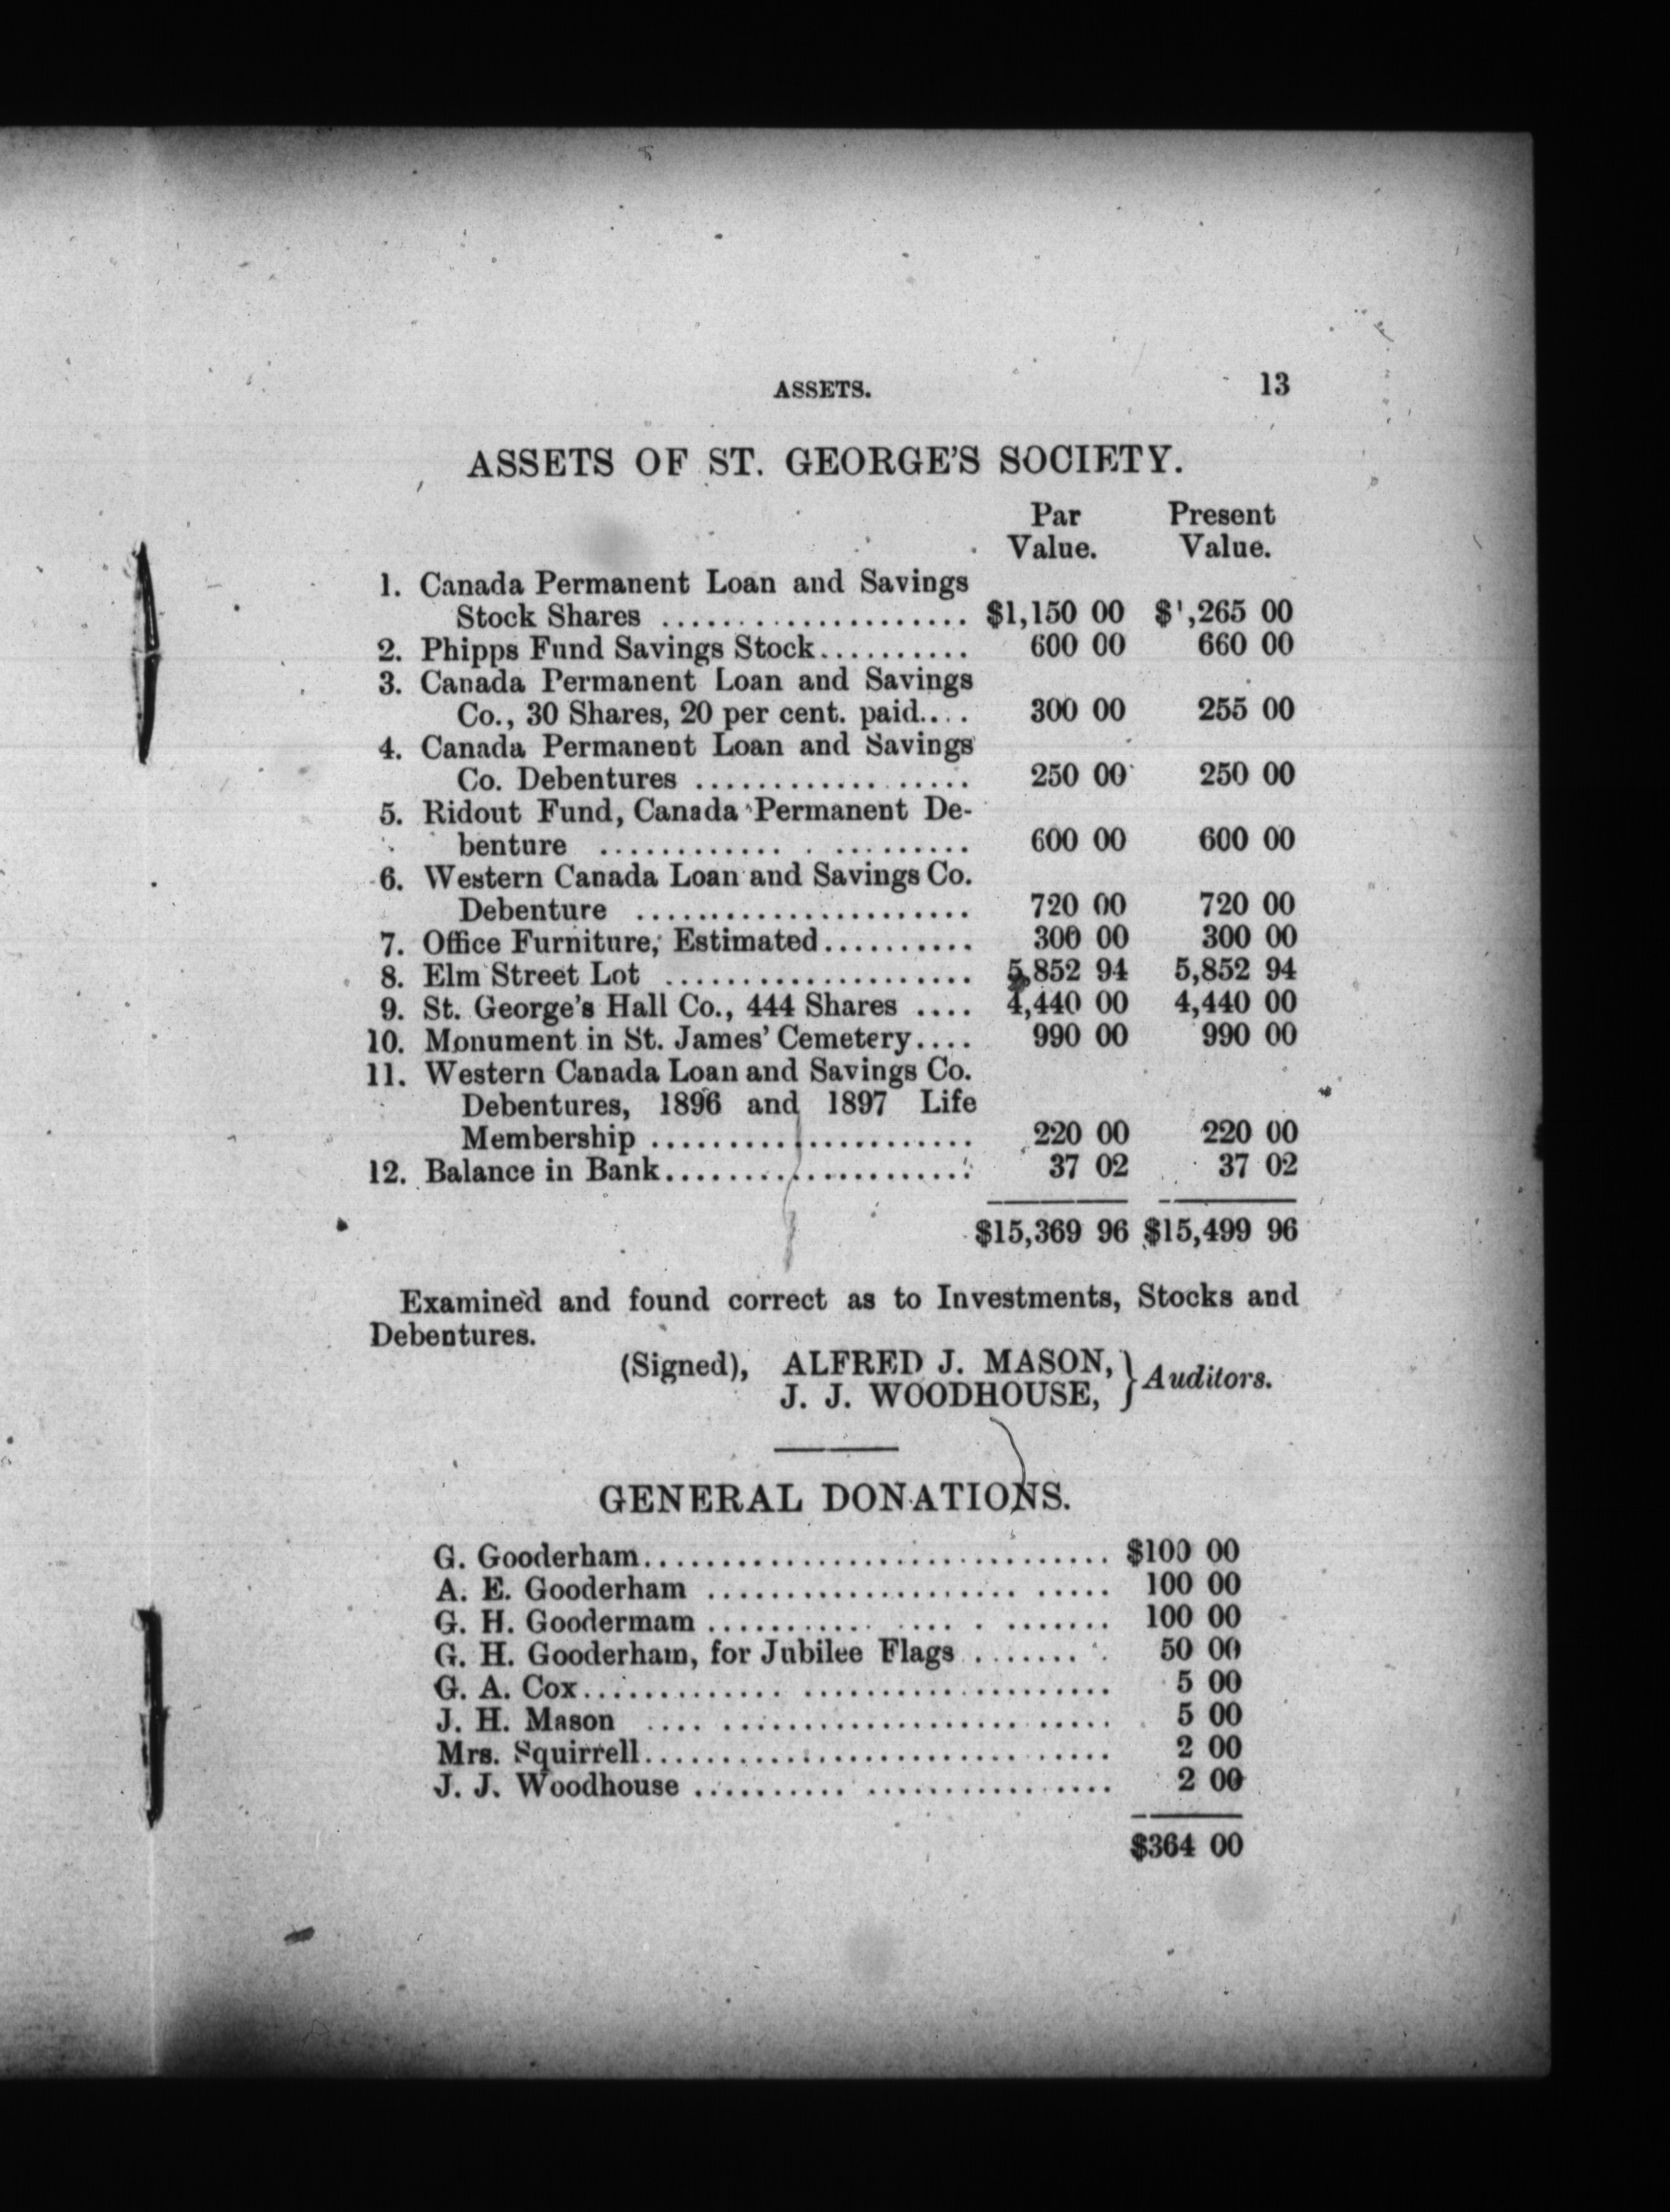 ASSETS. 13
ASSETS OF ST. GEORGE'S SOCIETY.
Par Present
Value. Value.
1. Canada Permanent Loan and Savings
Stock Shares .................... $1,150 00 $1,265 00
2. Phipps Fund Savings Stock.......... 600 00 660 00
3. Canada Permanent Loan and Savings
Co., 30 Shares, 20 per cent. paid.... 300 00 255 00
4. Canada Permanent Loan and Savings
Co. Debentures .................. 250 00 250 00
5. Ridout Fund, Canada Permanent De-
benture ...................... 600 00 600 00
6. Western Canada Loan and Savings Co.
Debenture ...................... 720 00 720 00
7. Office Furniture, Estimated.......... 300 00 300 00
8. Elm Street Lot .................... 5,852 94 5,852 94
9. St. George's Hall Co., 444 Shares .... 4,440 00 4,440 00
10. Monument in St. James' Cemetery.... 990 00 990 00
11. Western Canada Loan and Savings Co.
Debentures, 1896 and 1897 Life
Membership ..................... 220 00 220 00
12. Balance in Bank.................... 37 02 37 02
$15,369 96 $15,499 96
Examined and found correct as to Investments, Stocks and
Debentures.
(Signed), ALFRED J. MASON, } Auditors.
J. J. WOODHOUSE,
GENERAL DONATIONS.
G. Gooderham.............................. $100 00
A. E. Gooderham ......................... 100 00
G. H. Goodermam ........................ 100 00
G. H. Gooderham, for Jubilee Flags ........ 50 00
G. A. Cox.................................. 5 00
J. H. Mason ............................. 5 00
Mrs. Squirrell.............................. 2 00
J. J. Woodhouse .......................... 2 00
$364 00